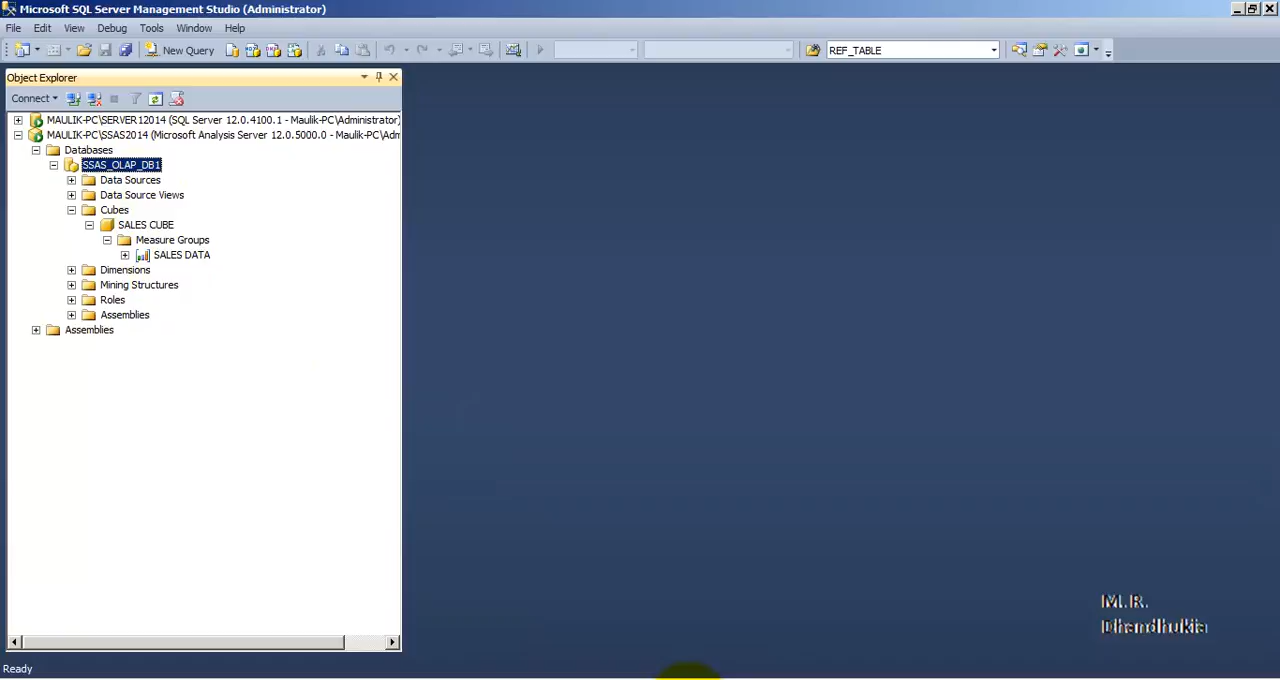 Microsoft SQL Server Management Studio (Administrator)
File Edit View Debug Tools Window Help
New Query REF_TABLE
Object Explorer
Connect
MAULIK-PC\SERVER12014 (SQL Server 12.0.4100.1 - Maulik-PC\Administrator)
MAULIK-PC\SSAS2014 (Microsoft Analysis Server 12.0.5000.0 - Maulik-PC\Adm
Databases
SSAS_OLAP_DB1
Data Sources
Data Source Views
Cubes
SALES CUBE
Measure Groups
SALES DATA
Dimensions
Mining Structures
Roles
Assemblies
Assemblies
M.R.
Dhandhukia
Ready